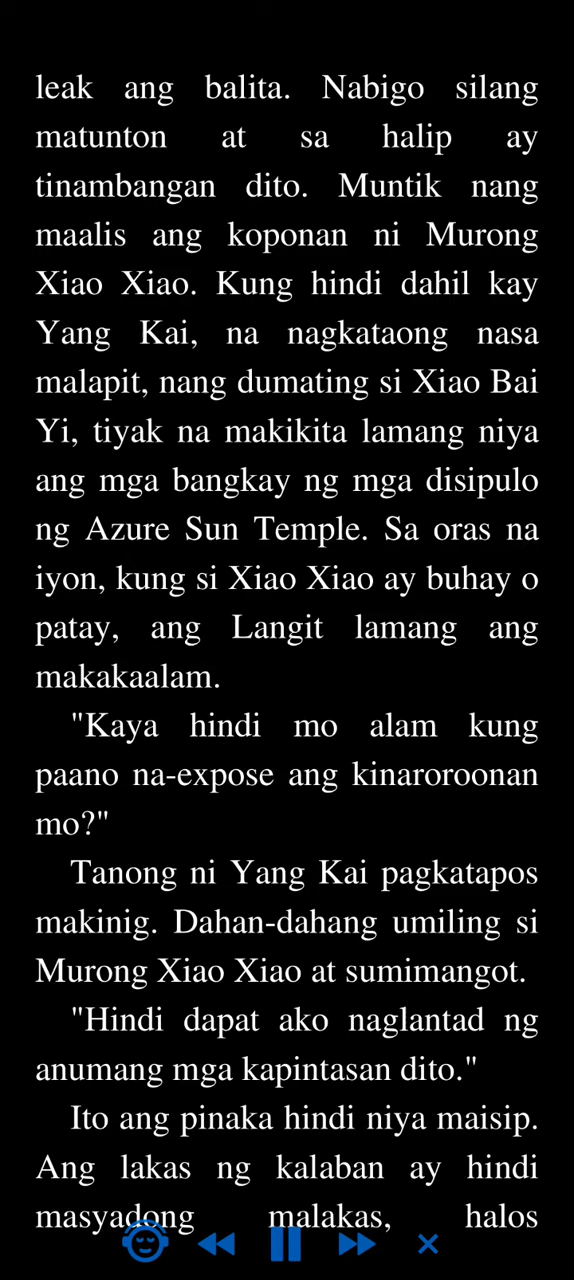 leak ang balita. Nabigo silang
matunton at sa halip ay
tinambangan dito. Muntik nang
maalis ang koponan ni Murong
Xiao Xiao. Kung hindi dahil kay
Yang Kai, na nagkataong nasa
malapit, nang dumating si Xiao Bai
Yi, tiyak na makikita lamang niya
ang mga bangkay ng mga disipulo
ng Azure Sun Temple. Sa oras na
iyon, kung si Xiao Xiao ay buhay o
patay, ang Langit lamang ang
makakaalam.
"Kaya hindi mo alam kung
paano na-expose ang kinaroroonan
mo?"
Tanong ni Yang Kai pagkatapos
makinig. Dahan-dahang umiling si
Murong Xiao Xiao at sumimangot.
"Hindi dapat ako naglantad ng
anumang mga kapintasan dito."
Ito ang pinaka hindi niya maisip.
Ang lakas ng kalaban ay hindi
masyadong malakas, halos